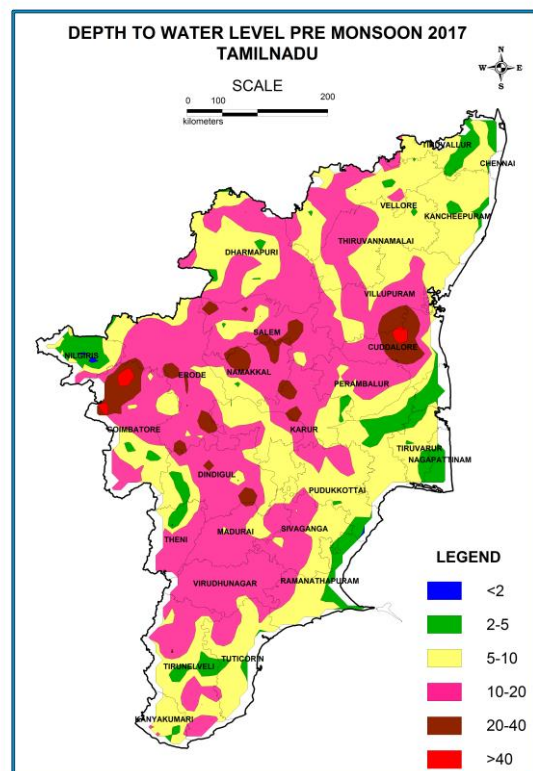 DEPTH TO WATER LEVEL PRE MONSOON 2017
TAMILNADU
N
W E
S
SCALE
0 100 200
kilometers
TIRUVALLUR
CHENNAI
VELLORE
KANCHEEPURAM
THIRUVANNAMALAI
DHARMAPURI
VILLUPURAM
SALEM
CUDDALORE
NILGIRIS
ERODE
NAMAKKAL
PERAMBALUR
COIMBATORE
KARUR
TIRUVARUR
NAGAPATTINAM
DINDIGUL
PUDUKKOTTAI
SIVAGANGA
MADURAI
THENI
VIRUDHUNAGAR
RAMANATHAPURAM
TUTICORIN
TIRUNELVELI
KANYAKUMARI
LEGEND
<2
2-5
5-10
10-20
20-40
>40